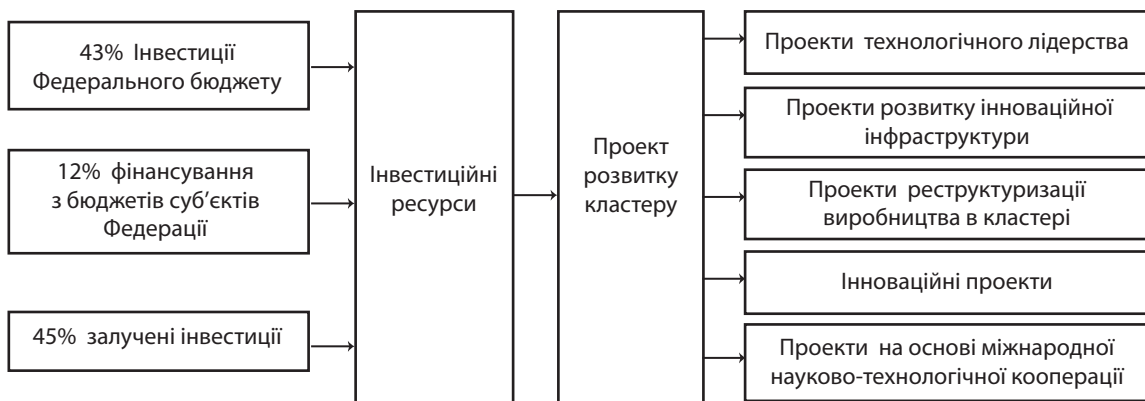 43% Інвестиції
Федерального бюджету
12% фінансування
з бюджетів суб’єктів
Федерації
45% залучені інвестиції
Інвестиційні
ресурси
Проект
розвитку
кластеру
Проекти технологічного лідерства
Проекти розвитку інноваційної
інфраструктури
Проекти реструктуризації
виробництва в кластері
Інноваційні проекти
Проекти на основі міжнародної
науково-технологічної кооперації